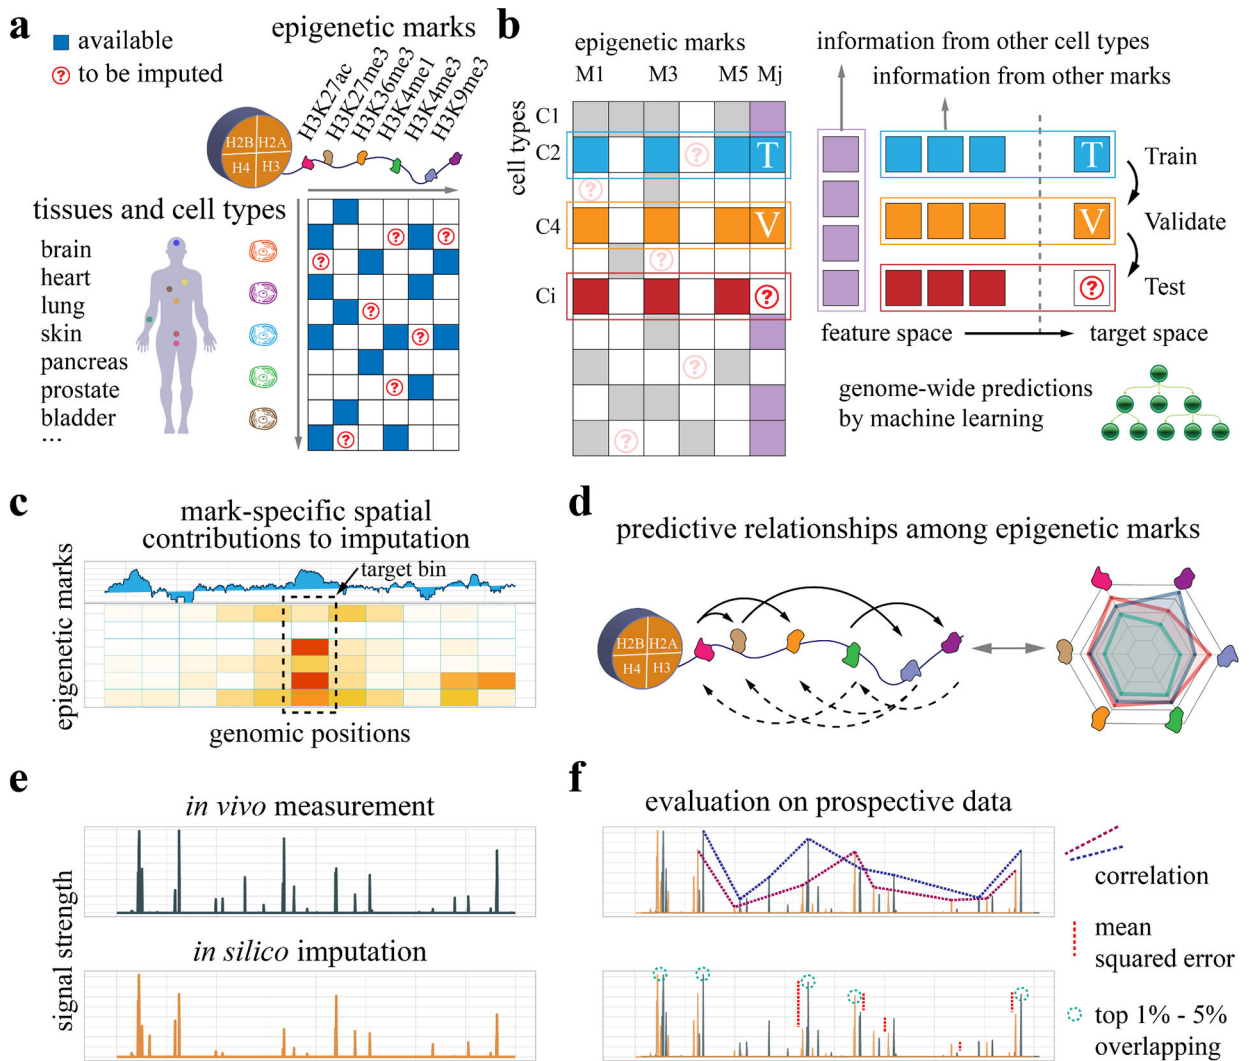 a
available
? to be imputed
epigenetic marks
H3K27ac
H3K27me3
H3K36me3
H3K4me1
H3K4me3
H3K9me3
H2B H2A
H4 H3
tissues and cell types
brain
heart
lung
skin
pancreas
prostate
bladder
...
? ?
?
?
?
?
?
b
epigenetic marks
M1 M3 M5 Mj
cell types
C1
C2 ? T
?
C4 V
?
Ci ?
?
?
information from other cell types
information from other marks
T Train
V Validate
? Test
feature space target space
genome-wide predictions
by machine learning
c
mark-specific spatial
contributions to imputation
target bin
epigenetic marks
genomic positions
d
predictive relationships among epigenetic marks
H2B H2A
H4 H3
e
in vivo measurement
in silico imputation
signal strength
f
evaluation on prospective data
correlation
mean
squared error
top 1% - 5%
overlapping